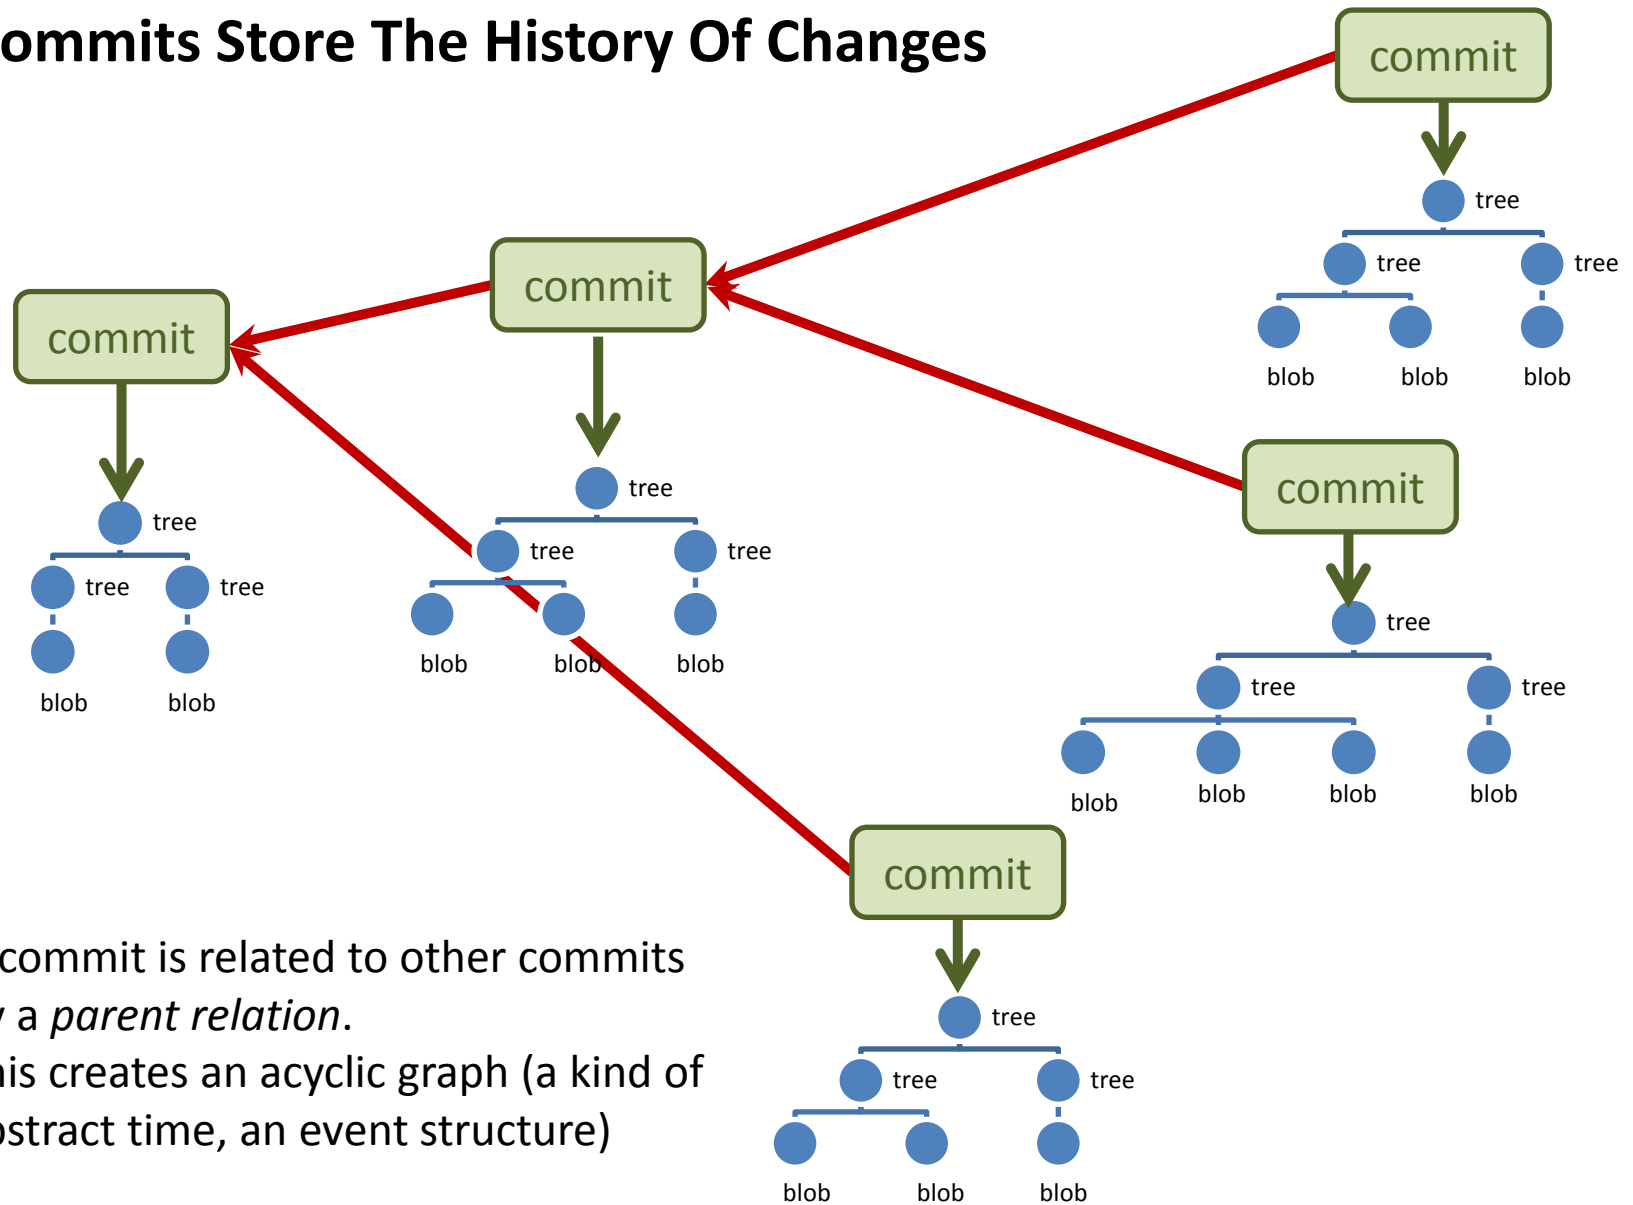 ommits Store The History Of Changes
commit
tree
tree
tree
blob
blob
blob
commit
tree
tree
tree
blob
blob
blob
commit
tree
tree
tree
blob
blob
commit
tree
tree
tree
blob
blob
blob
blob
commit
tree
tree
tree
blob
blob
blob
commit is related to other commits
a parent relation.
his creates an acyclic graph (a kind of
bstract time, an event structure)